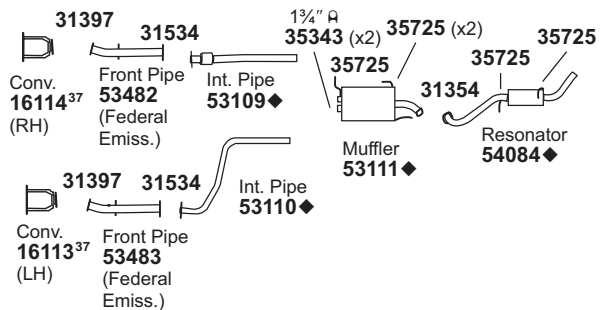 31397
31534
1¾″
35343 (x2)
35725 (x2)
35725
35725
35725
31354
Conv.
16114³⁷
(RH)
Front Pipe
53482
(Federal
Emiss.)
Int. Pipe
53109◆
Muffler
53111◆
Resonator
54084◆
31397
31534
Int. Pipe
53110◆
Conv.
16113³⁷
(LH)
Front Pipe
53483
(Federal
Emiss.)